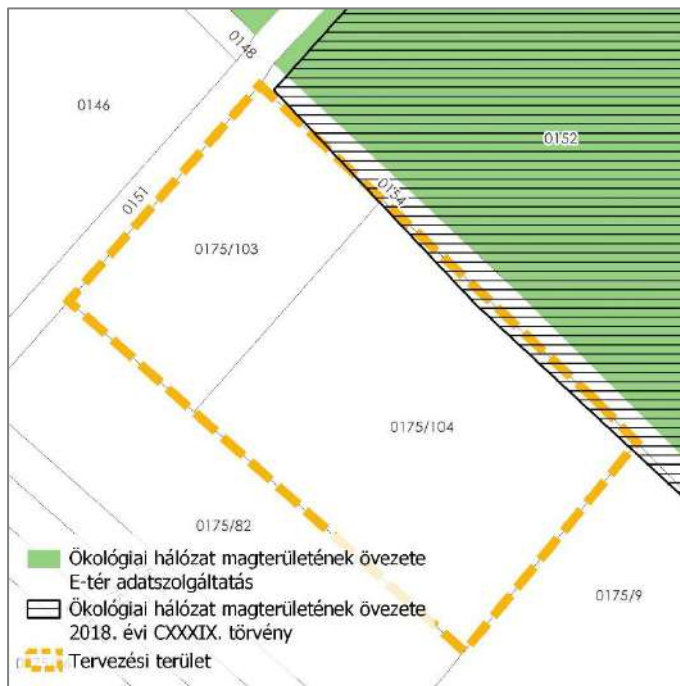 0148
0146
0152
0151
0154
0175/103
0175/104
0175/82
0175/9
Ökológiai hálózat magterületének övezete
E-tér adatszolgáltatás
Ökológiai hálózat magterületének övezete
2018. évi CXXXIX. törvény
Tervezési terület